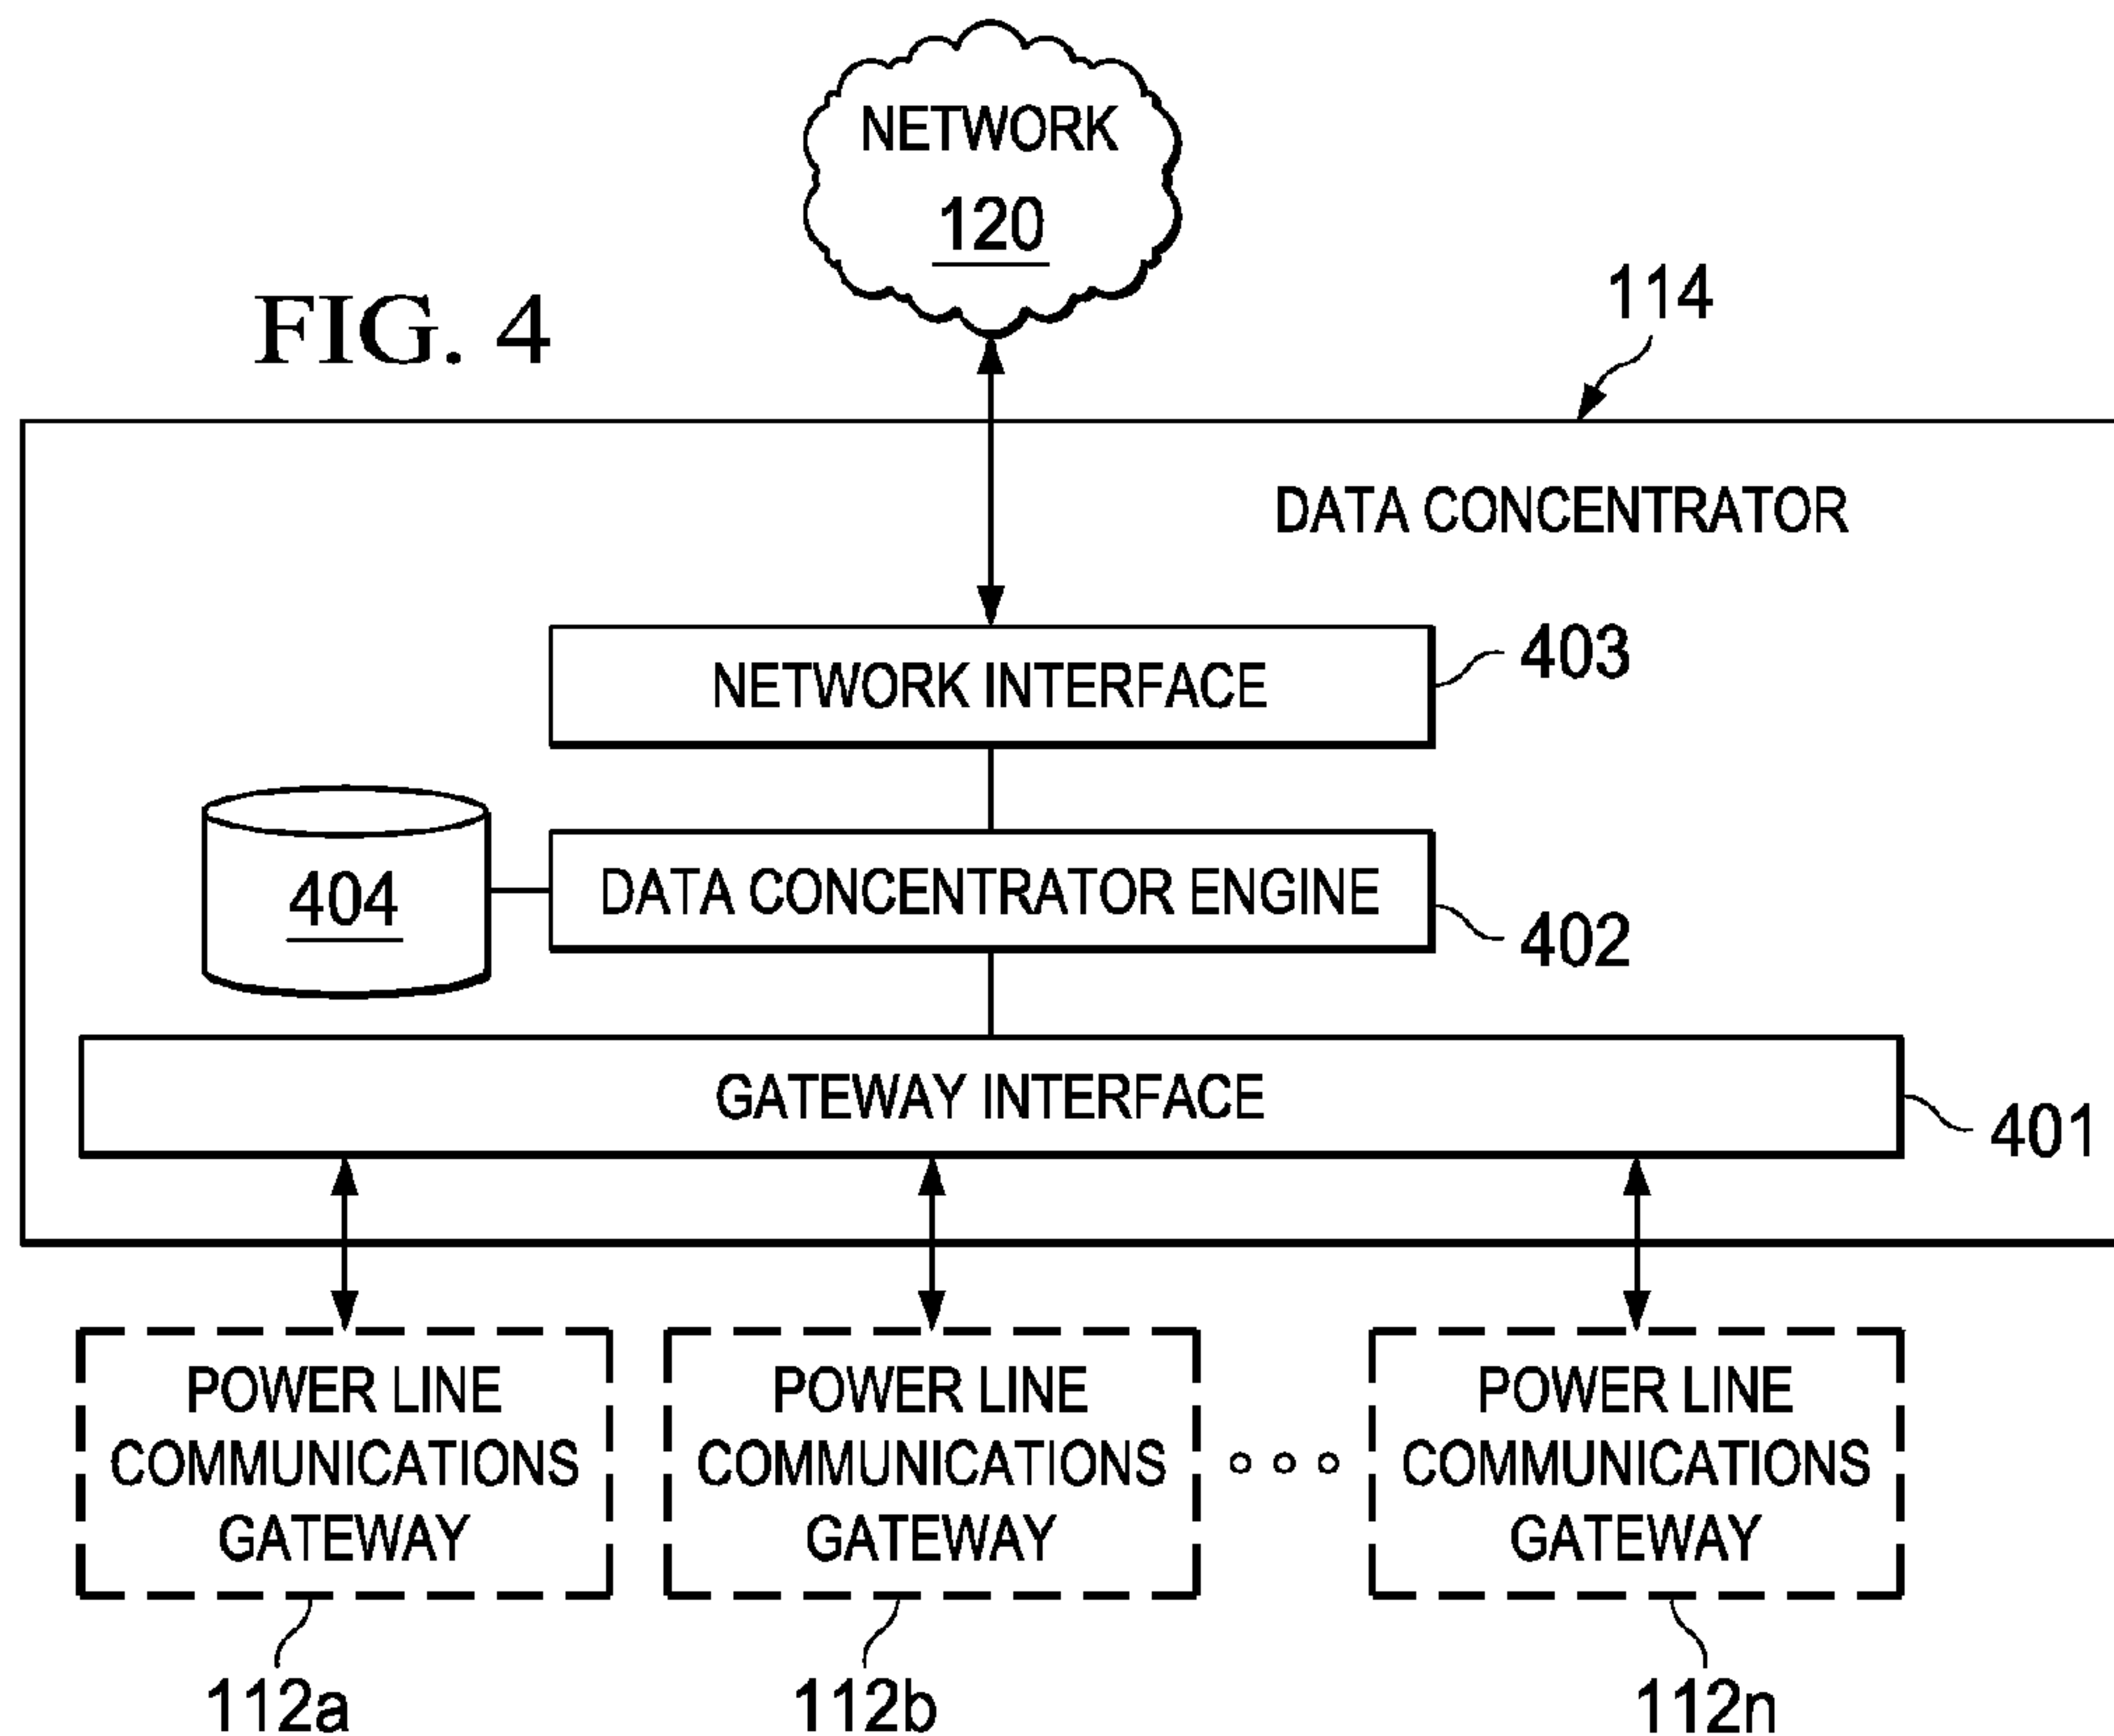 NETWORK
120
FIG. 4
114
DATA CONCENTRATOR
NETWORK INTERFACE
403
404
DATA CONCENTRATOR ENGINE
402
GATEWAY INTERFACE
401
POWER LINE
COMMUNICATIONS
GATEWAY
POWER LINE
COMMUNICATIONS
GATEWAY
POWER LINE
COMMUNICATIONS
GATEWAY
112a
112b
112n